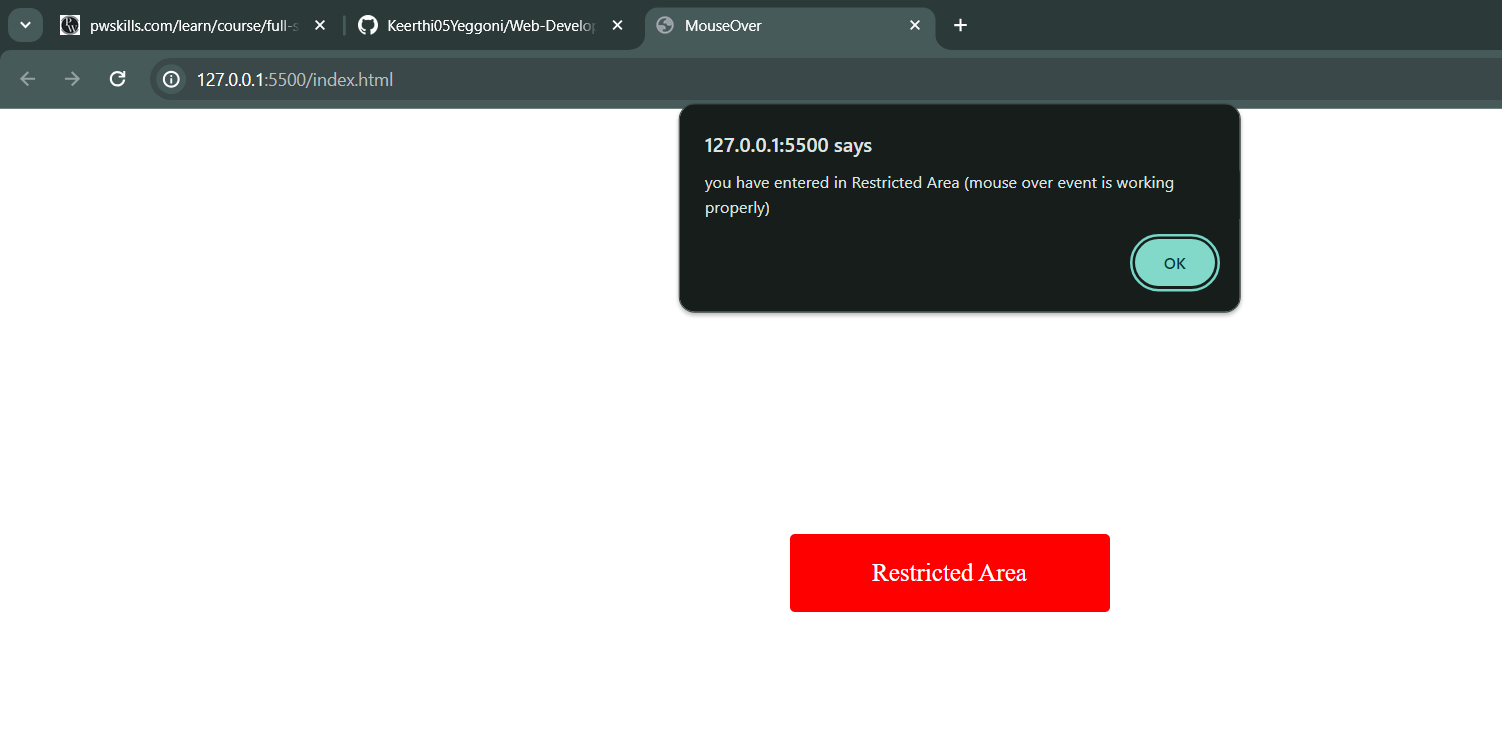 pwskills.com/learn/course/full-s
Keerthi05Yeggoni/Web-Develop
MouseOver
127.0.0.1:5500/index.html
127.0.0.1:5500 says
you have entered in Restricted Area (mouse over event is working
properly)
OK
Restricted Area